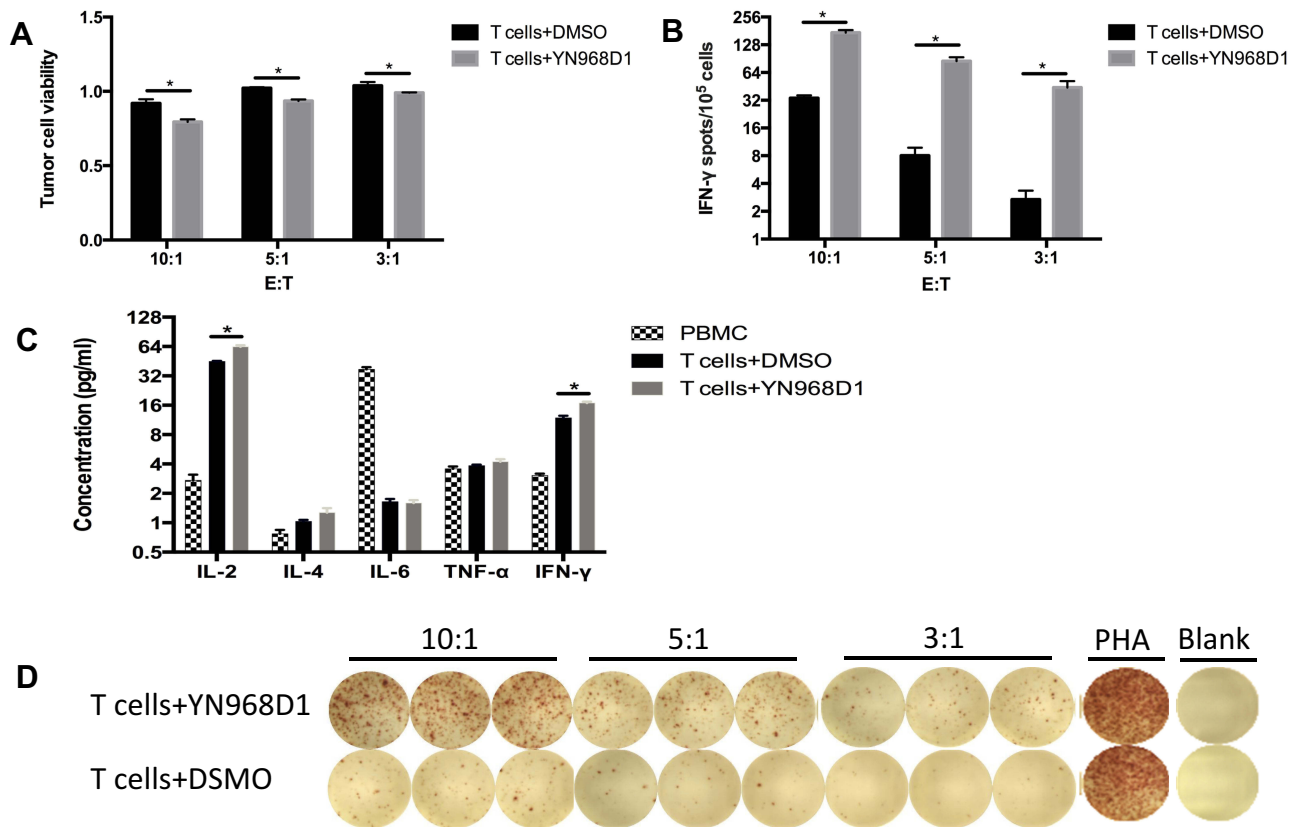 A
Tumor cell viability
1.5
1.0
0.5
0.0
*
*
*
10:1 5:1 3:1
E:T
T cells+DMSO
T cells+YN968D1
B
IFN-γ spots/10⁵ cells
256
128
64
32
16
8
4
2
1
*
*
*
10:1 5:1 3:1
E:T
T cells+DMSO
T cells+YN968D1
C
Concentration (pg/ml)
128
64
32
16
8
4
2
1
0.5
*
*
IL-2 IL-4 IL-6 TNF-α IFN-γ
PBMC
T cells+DMSO
T cells+YN968D1
D
10:1 5:1 3:1 PHA Blank
T cells+YN968D1
T cells+DSMO